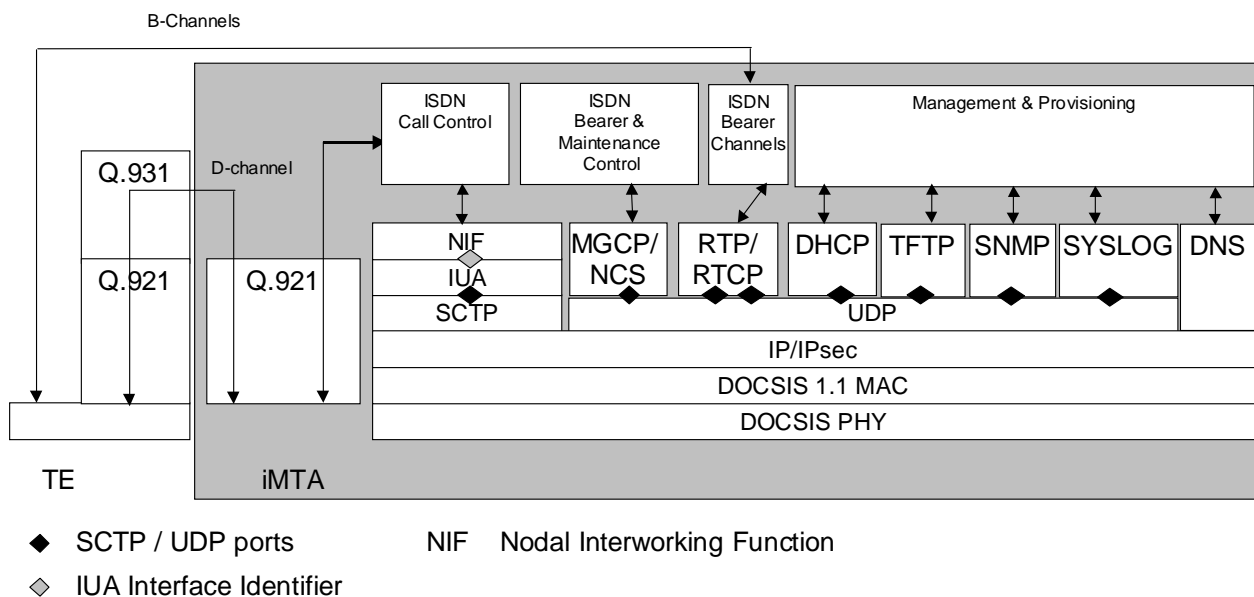 B-Channels
ISDN
Call Control
ISDN
Bearer &
Maintenance
Control
ISDN
Bearer
Channels
Management & Provisioning
Q.931
D-channel
NIF
IUA
SCTP
MGCP/
NCS
RTP/
RTCP
DHCP
TFTP
SNMP
SYSLOG
DNS
Q.921
Q.921
UDP
IP/IPsec
DOCSIS 1.1 MAC
DOCSIS PHY
TE
iMTA
SCTP / UDP ports
NIF Nodal Interworking Function
IUA Interface Identifier